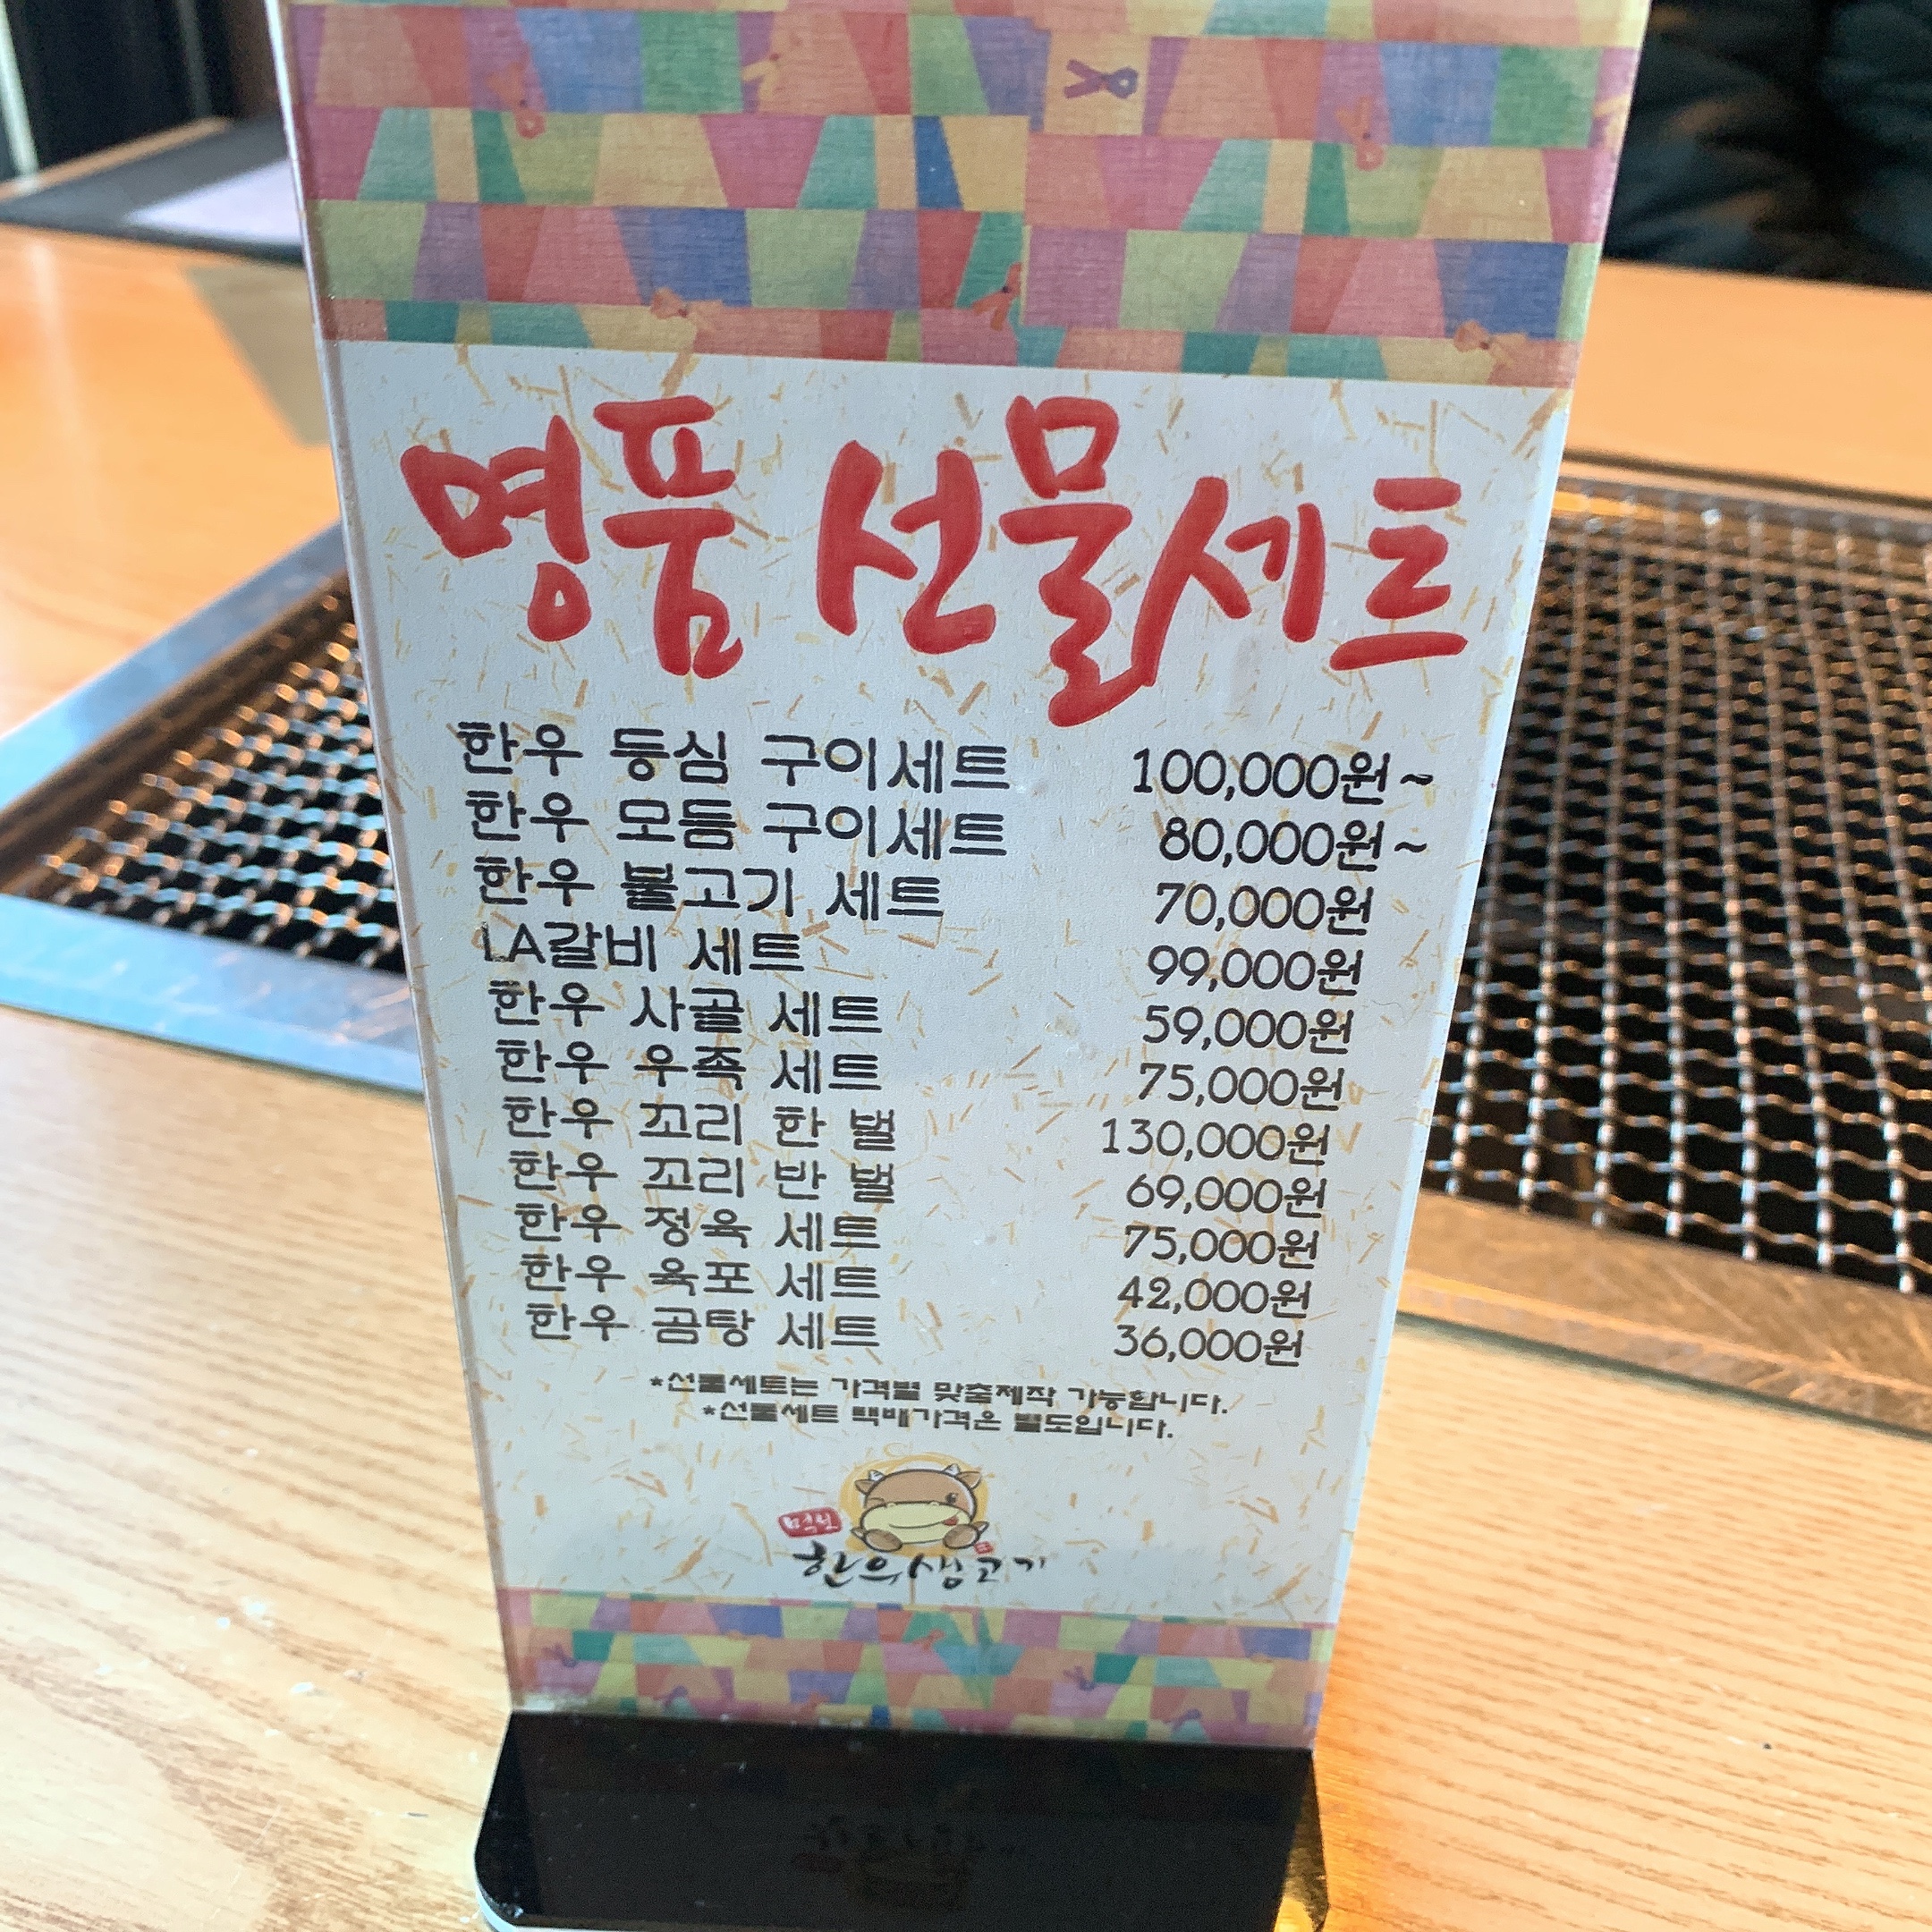 명품 선물세트
한우 등심 구이세트 100,000원~
한우 모듬 구이세트 80,000원~
한우 불고기 세트 70,000원
LA갈비 세트 99,000원
한우 사골 세트 59,000원
한우 우족 세트 75,000원
한우 꼬리 한 벌 130,000원
한우 꼬리 반 벌 69,000원
한우 정육 세트 75,000원
한우 육포 세트 42,000원
한우 곰탕 세트 36,000원
*선물세트는 가격별 맞춤제작 가능합니다.
*선물세트 택배가격은 별도입니다.
한우생고기